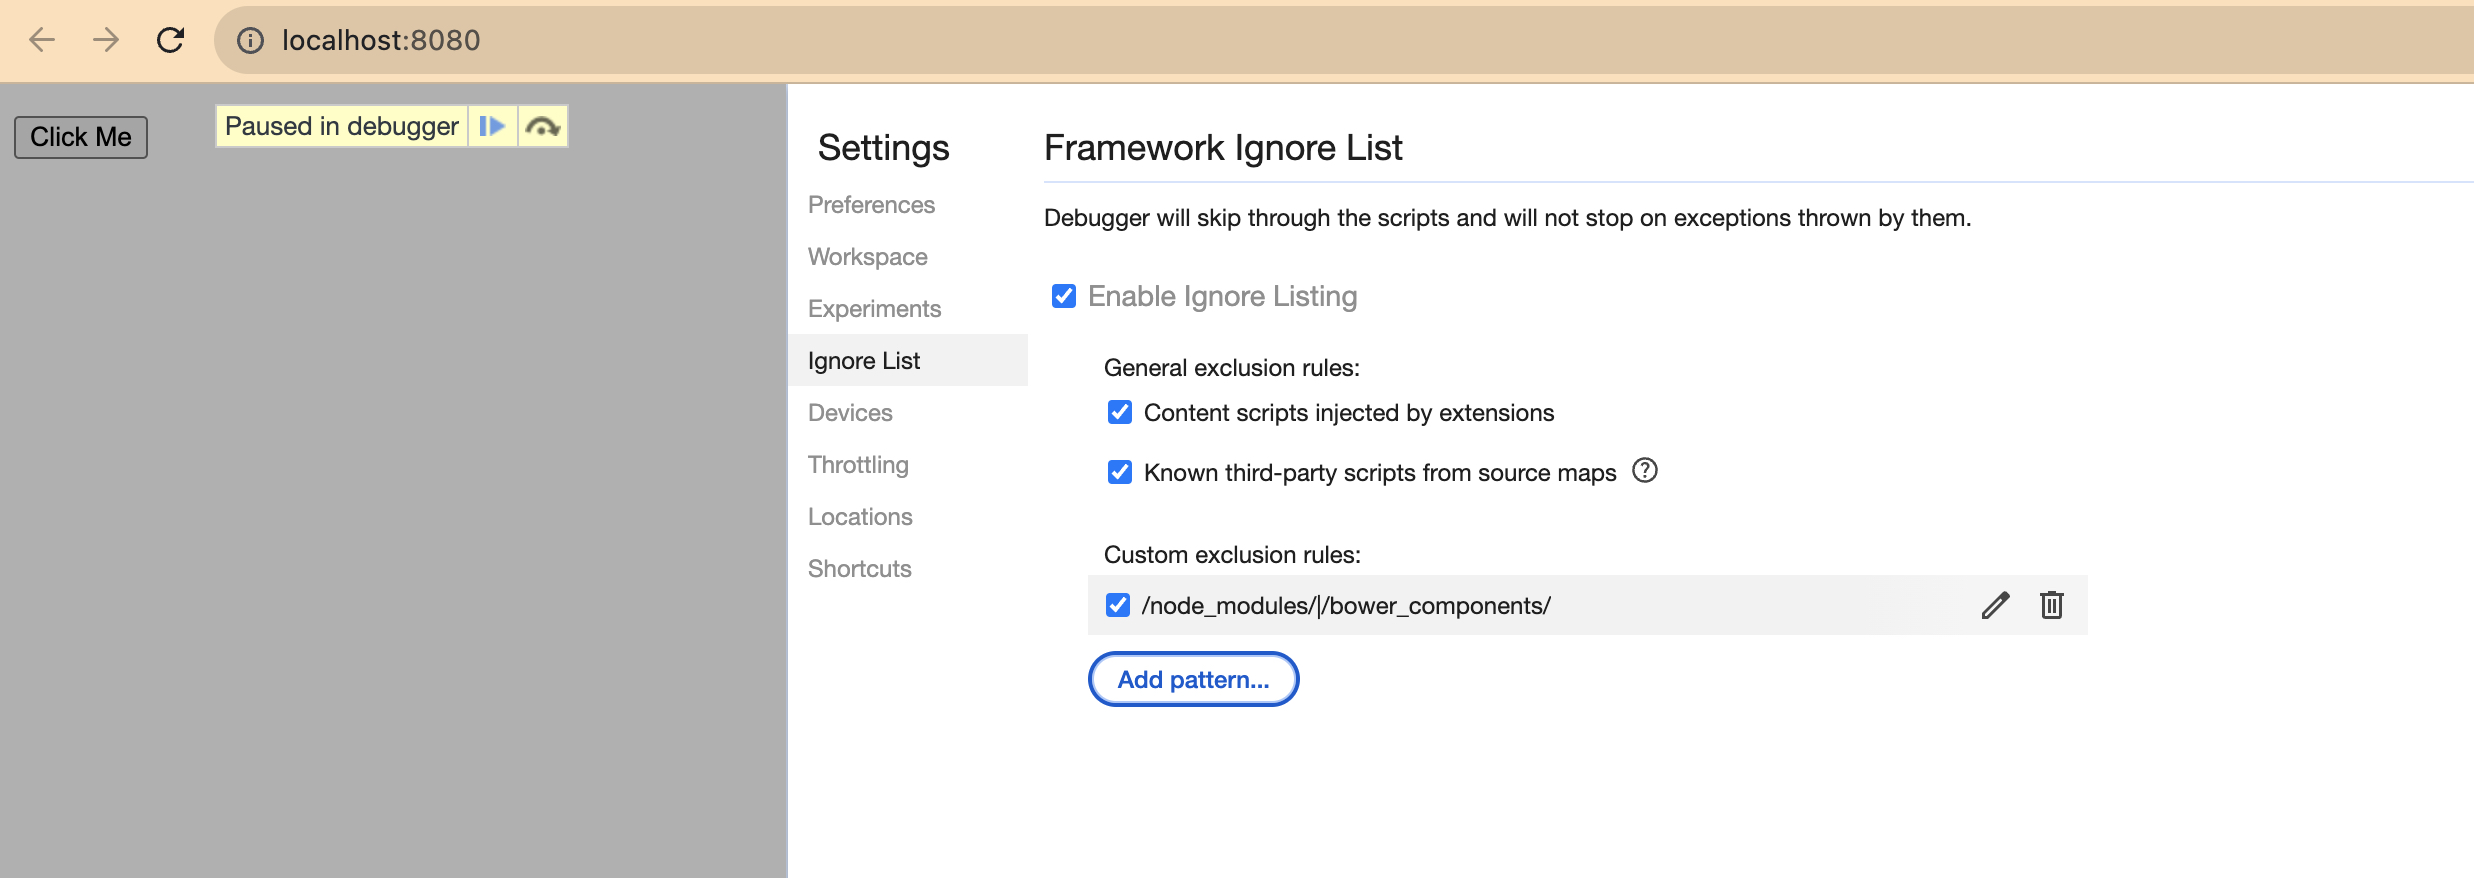 localhost:8080
Click Me
Paused in debugger
Settings
Preferences
Workspace
Experiments
Ignore List
Devices
Throttling
Locations
Shortcuts
Framework Ignore List
Debugger will skip through the scripts and will not stop on exceptions thrown by them.
Enable Ignore Listing
General exclusion rules:
Content scripts injected by extensions
Known third-party scripts from source maps
Custom exclusion rules:
/node_modules/|/bower_components/
Add pattern...